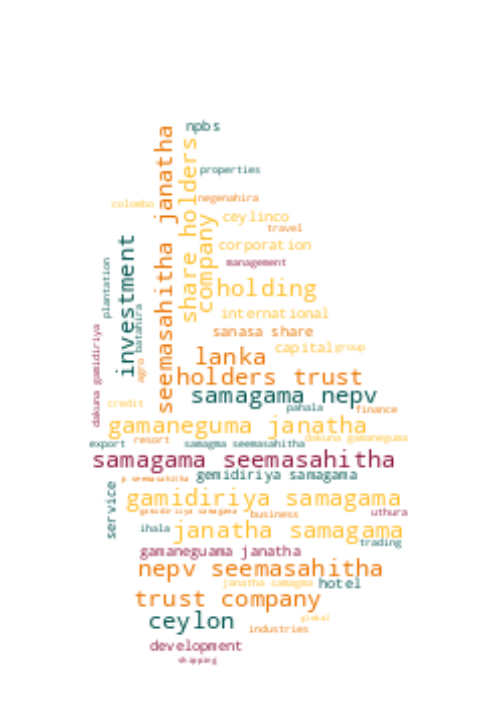 npbs
properties
seemasahitha janatha
share holders
negenahira
colombo
company
ceylinco
travel
corporation
management
investment
plantation
holding
international
batahira
agro
dakuna gamidiriya
sanasa share
capital
group
lanka
holders trust
samagama nepv
credit
pahala
finance
gamaneguma janatha
dakuna gamaneguma
export
resort
samagma seemasahitha
samagama seemasahitha
gemidiriya samagama
p seemasahitha
service
gamidiriya samagama
gamidiriiya samagama
business
uthura
ihala
janatha samagama
trading
gamaneguama janatha
nepv seemasahitha
janatha samagma
hotel
trust company
ceylon
global
industries
development
shipping